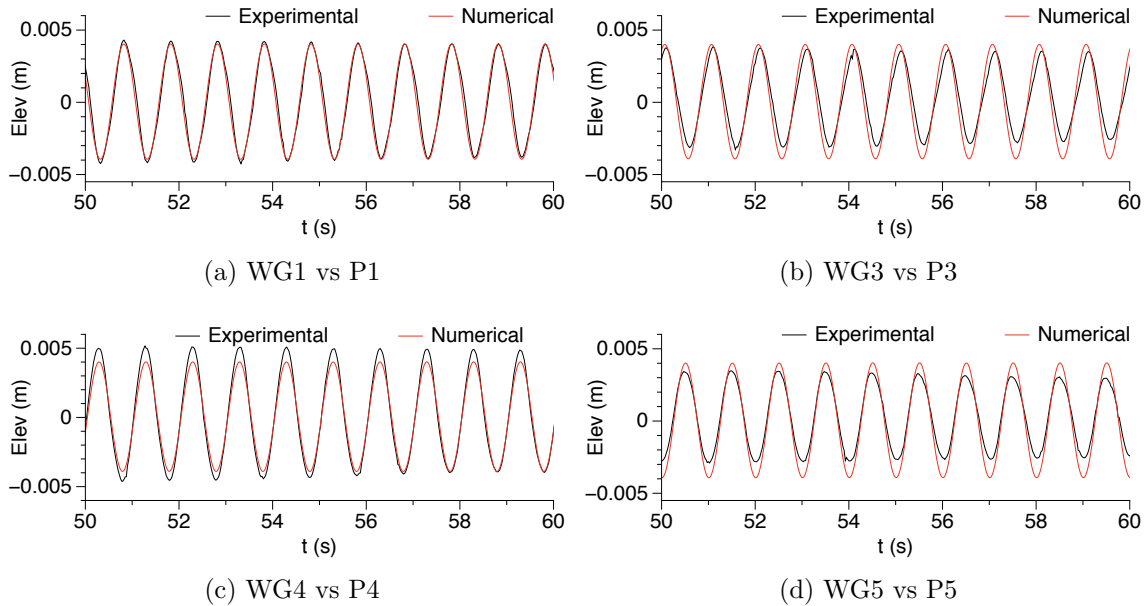 Experimental Numerical
0.005
0
−0.005
Elev (m)
50 52 54 56 58 60
t (s)
(a) WG1 vs P1
Experimental Numerical
0.005
0
−0.005
Elev (m)
50 52 54 56 58 60
t (s)
(b) WG3 vs P3
Experimental Numerical
0.005
0
−0.005
Elev (m)
50 52 54 56 58 60
t (s)
(c) WG4 vs P4
Experimental Numerical
0.005
0
−0.005
Elev (m)
50 52 54 56 58 60
t (s)
(d) WG5 vs P5